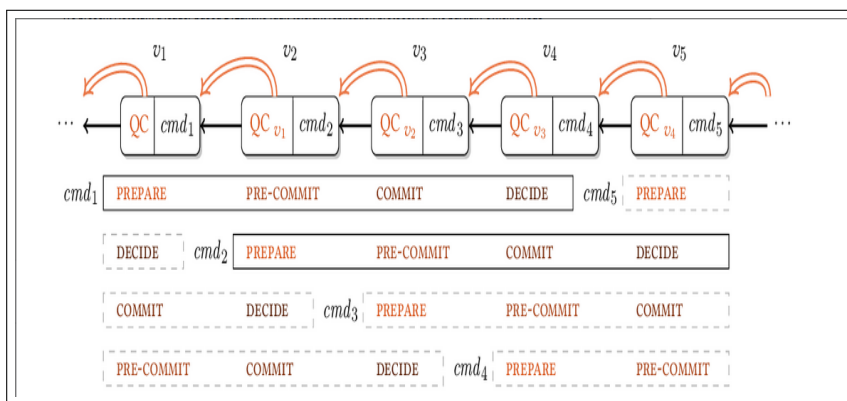 v1 v2 v3 v4 v5
... QC cmd1 QC v1 cmd2 QC v2 cmd3 QC v3 cmd4 QC v4 cmd5 ...
cmd1 PREPARE PRE-COMMIT COMMIT DECIDE cmd5 PREPARE
DECIDE cmd2 PREPARE PRE-COMMIT COMMIT DECIDE
COMMIT DECIDE cmd3 PREPARE PRE-COMMIT COMMIT
PRE-COMMIT COMMIT DECIDE cmd4 PREPARE PRE-COMMIT